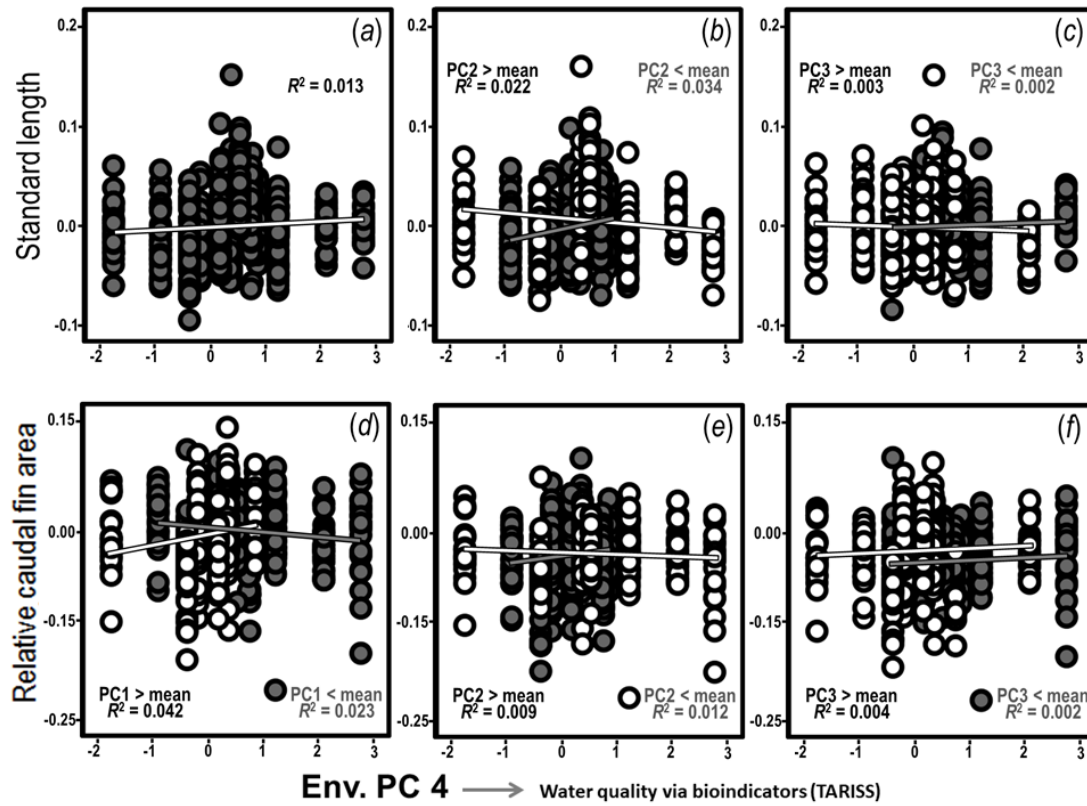 (a)
(b)
(c)
Standard length
0.2
0.1
0.0
-0.1
R² = 0.013
PC2 > mean
R² = 0.022
PC2 < mean
R² = 0.034
PC3 > mean
R² = 0.003
PC3 < mean
R² = 0.002
0.2
0.1
0.0
-0.1
0.2
0.1
0.0
-0.1
-2 -1 0 1 2 3
-2 -1 0 1 2 3
-2 -1 0 1 2 3
(d)
(e)
(f)
Relative caudal fin area
0.15
0.00
-0.15
-0.25
PC1 > mean
R² = 0.042
PC1 < mean
R² = 0.023
0.15
0.00
-0.15
-0.25
PC2 > mean
R² = 0.009
PC2 < mean
R² = 0.012
0.15
0.00
-0.15
-0.25
PC3 > mean
R² = 0.004
PC3 < mean
R² = 0.002
-2 -1 0 1 2 3
-2 -1 0 1 2 3
-2 -1 0 1 2 3
Env. PC 4 → Water quality via bioindicators (TARISS)